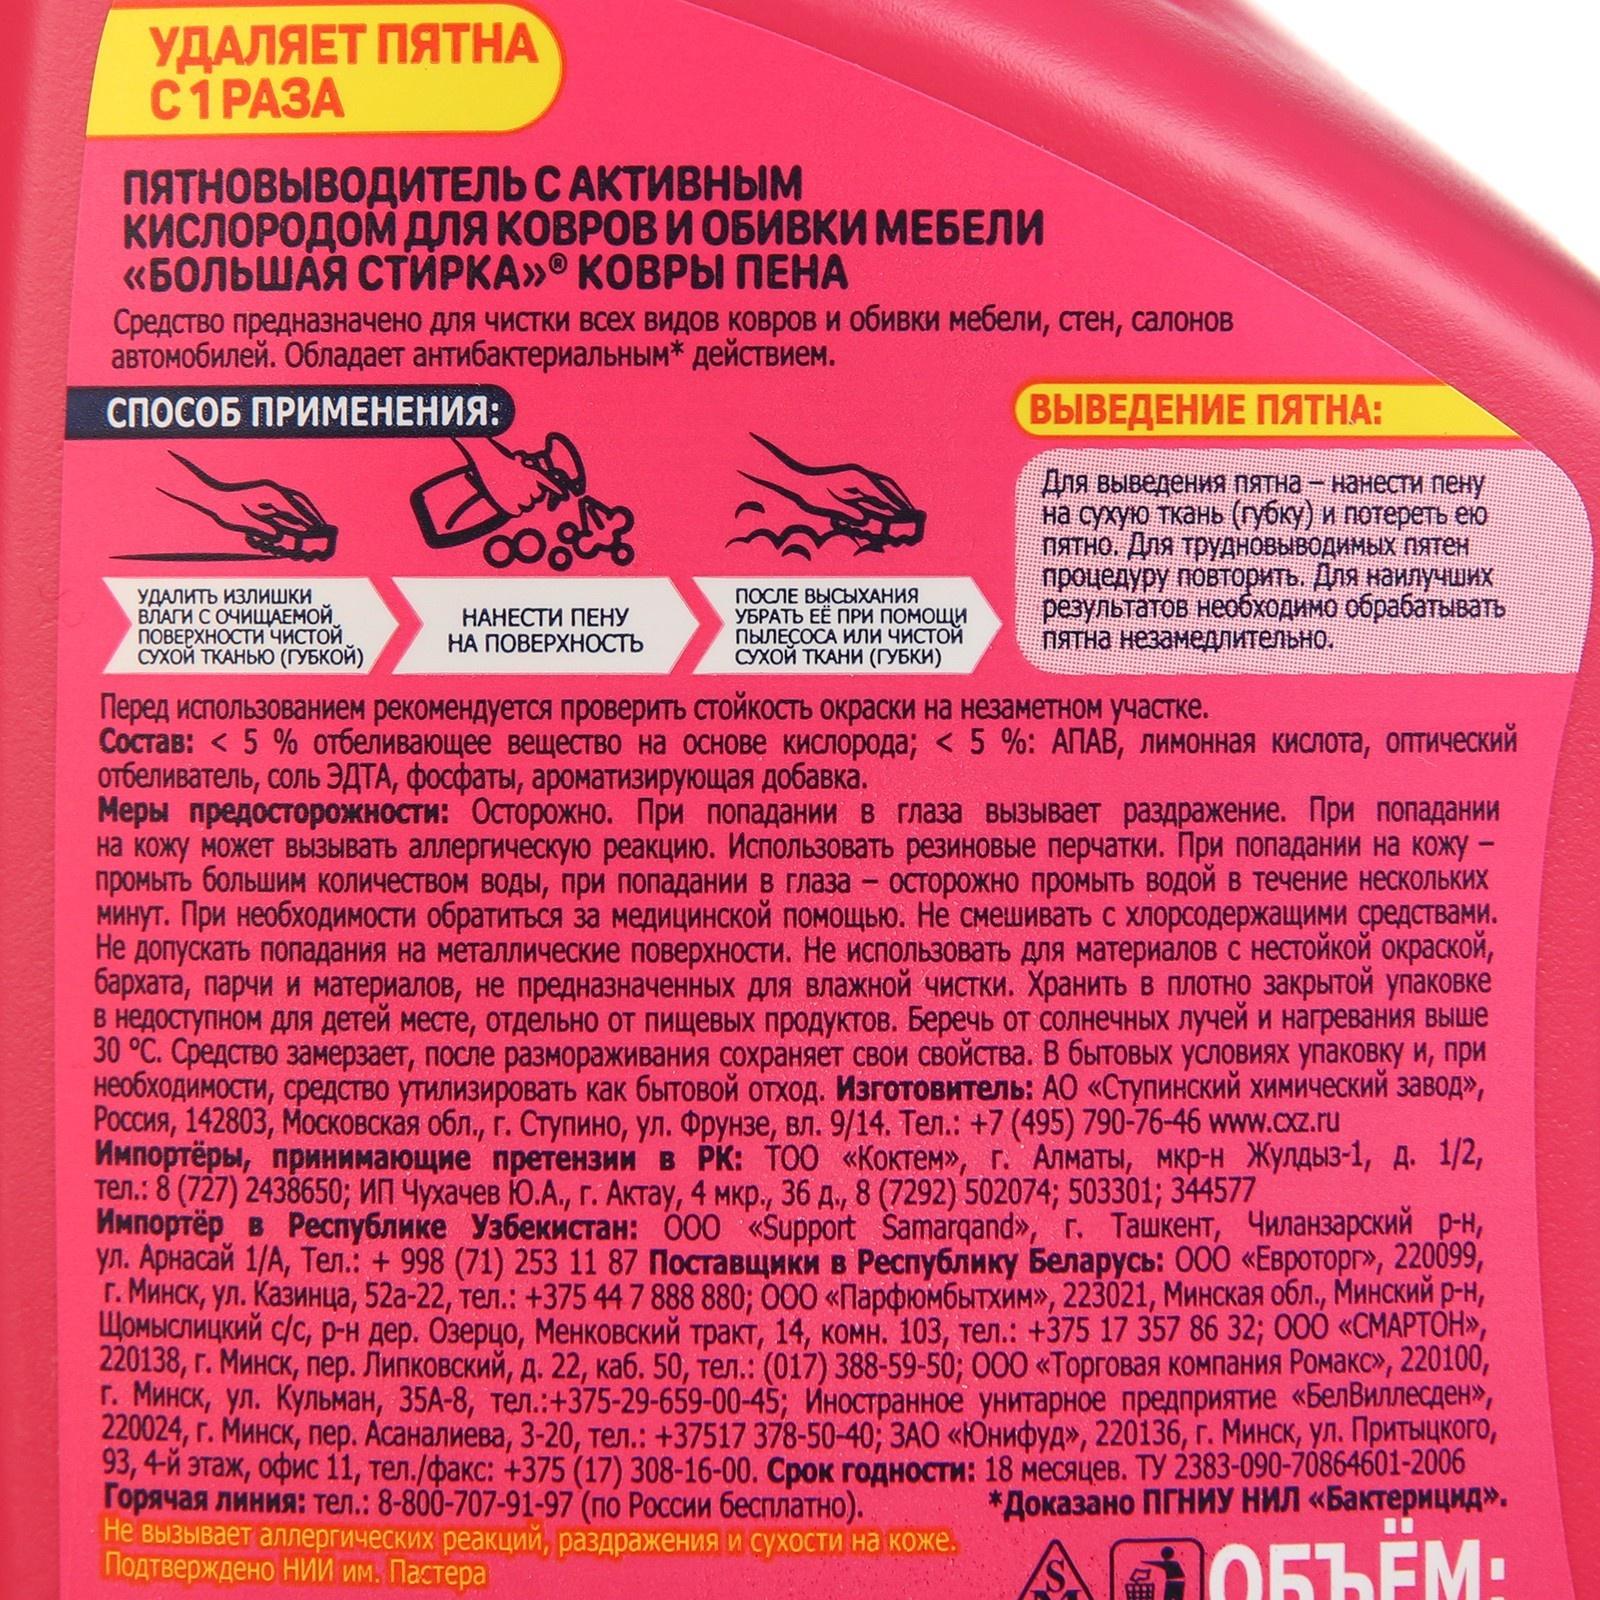 УДАЛЯЕТ ПЯТНА
С 1 РАЗА
ПЯТНОВЫВОДИТЕЛЬ С АКТИВНЫМ
КИСЛОРОДОМ ДЛЯ КОВРОВ И ОБИВКИ МЕБЕЛИ
«БОЛЬШАЯ СТИРКА»® КОВРЫ ПЕНА
Средство предназначено для чистки всех видов ковров и обивки мебели, стен, салонов
автомобилей. Обладает антибактериальным* действием.
СПОСОБ ПРИМЕНЕНИЯ:
УДАЛИТЬ ИЗЛИШКИ
ВЛАГИ С ОЧИЩАЕМОЙ
ПОВЕРХНОСТИ ЧИСТОЙ
СУХОЙ ТКАНЬЮ (ГУБКОЙ)
НАНЕСТИ ПЕНУ
НА ПОВЕРХНОСТЬ
ПОСЛЕ ВЫСЫХАНИЯ
УБРАТЬ ЕЁ ПРИ ПОМОЩИ
ПЫЛЕСОСА ИЛИ ЧИСТОЙ
СУХОЙ ТКАНИ (ГУБКИ)
ВЫВЕДЕНИЕ ПЯТНА:
Для выведения пятна – нанести пену
на сухую ткань (губку) и потереть ею
пятно. Для трудновыводимых пятен
процедуру повторить. Для наилучших
результатов необходимо обрабатывать
пятна незамедлительно.
Перед использованием рекомендуется проверить стойкость окраски на незаметном участке.
Состав: < 5 % отбеливающее вещество на основе кислорода; < 5 %: АПАВ, лимонная кислота, оптический
отбеливатель, соль ЭДТА, фосфаты, ароматизирующая добавка.
Меры предосторожности: Осторожно. При попадании в глаза вызывает раздражение. При попадании
на кожу может вызывать аллергическую реакцию. Использовать резиновые перчатки. При попадании на кожу –
промыть большим количеством воды, при попадании в глаза – осторожно промыть водой в течение нескольких
минут. При необходимости обратиться за медицинской помощью. Не смешивать с хлорсодержащими средствами.
Не допускать попадания на металлические поверхности. Не использовать для материалов с нестойкой окраской,
бархата, парчи и материалов, не предназначенных для влажной чистки. Хранить в плотно закрытой упаковке
в недоступном для детей месте, отдельно от пищевых продуктов. Беречь от солнечных лучей и нагревания выше
30 °С. Средство замерзает, после размораживания сохраняет свои свойства. В бытовых условиях упаковку и, при
необходимости, средство утилизировать как бытовой отход. Изготовитель: АО «Ступинский химический завод»,
Россия, 142803, Московская обл., г. Ступино, ул. Фрунзе, вл. 9/14. Тел.: +7 (495) 790-76-46 www.cxz.ru
Импортёры, принимающие претензии в РК: ТОО «Коктем», г. Алматы, мкр-н Жулдыз-1, д. 1/2,
тел.: 8 (727) 2438650; ИП Чухачев Ю.А., г. Актау, 4 мкр., 36 д., 8 (7292) 502074; 503301; 344577
Импортёр в Республике Узбекистан: ООО «Support Samarqand», г. Ташкент, Чиланзарский р-н,
ул. Арнасай 1/А, Тел.: + 998 (71) 253 11 87 Поставщики в Республику Беларусь: ООО «Евроторг», 220099,
г. Минск, ул. Казинца, 52а-22, тел.: +375 44 7 888 880; ООО «Парфюмбытхим», 223021, Минская обл., Минский р-н,
Щомыслицкий с/с, р-н дер. Озерцо, Менковский тракт, 14, комн. 103, тел.: +375 17 357 86 32; ООО «СМАРТОН»,
220138, г. Минск, пер. Липковский, д. 22, каб. 50, тел.: (017) 388-59-50; ООО «Торговая компания Ромакс», 220100,
г. Минск, ул. Кульман, 35А-8, тел.:+375-29-659-00-45; Иностранное унитарное предприятие «БелВиллесден»,
220024, г. Минск, пер. Асаналиева, 3-20, тел.: +37517 378-50-40; ЗАО «Юнифуд», 220136, г. Минск, ул. Притыцкого,
93, 4-й этаж, офис 11, тел./факс: +375 (17) 308-16-00. Срок годности: 18 месяцев. ТУ 2383-090-70864601-2006
Горячая линия: тел.: 8-800-707-91-97 (по России бесплатно). *Доказано ПГНИУ НИЛ «Бактерицид».
Не вызывает аллергических реакций, раздражения и сухости на коже.
Подтверждено НИИ им. Пастера
ОБЪЁМ: